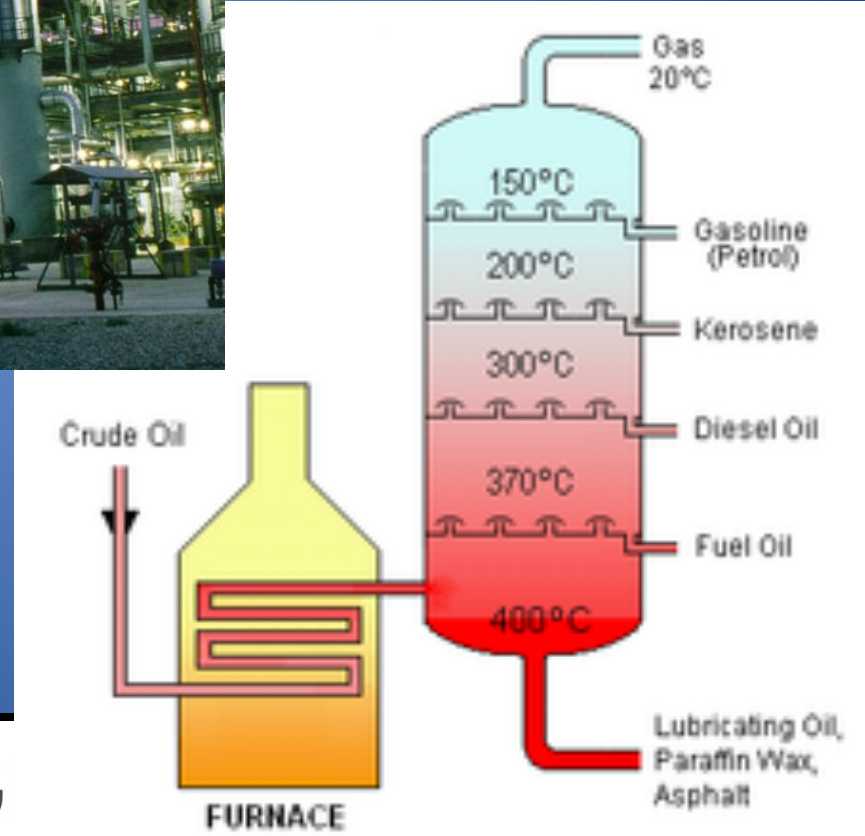 Gas
20°C
150°C
Gasoline
(Petrol)
200°C
Kerosene
300°C
Crude Oil
Diesel Oil
370°C
Fuel Oil
400°C
Lubricating Oil,
Paraffin Wax,
Asphalt
FURNACE